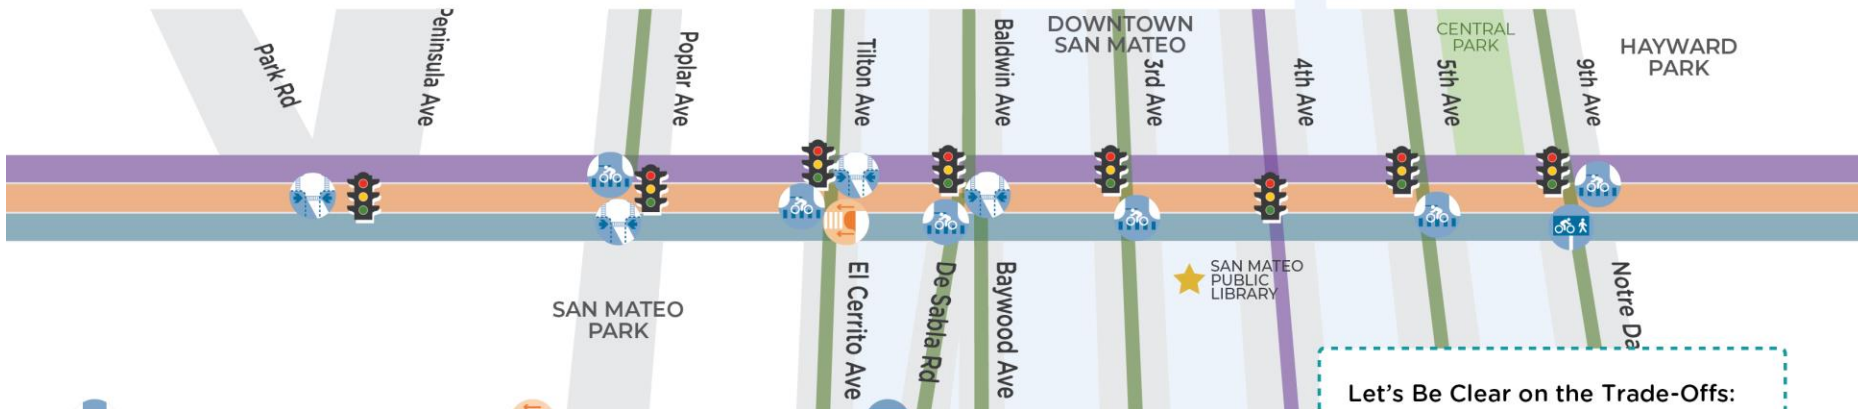 Park Rd
Peninsula Ave
Poplar Ave
Tilton Ave
Baldwin Ave
DOWNTOWN
SAN MATEO
3rd Ave
4th Ave
CENTRAL
PARK
5th Ave
9th Ave
HAYWARD
PARK
SAN MATEO
PARK
El Cerrito Ave
De Sabla Rd
Baywood Ave
SAN MATEO
PUBLIC
LIBRARY
Notre Da
Let's Be Clear on the Trade-Offs: